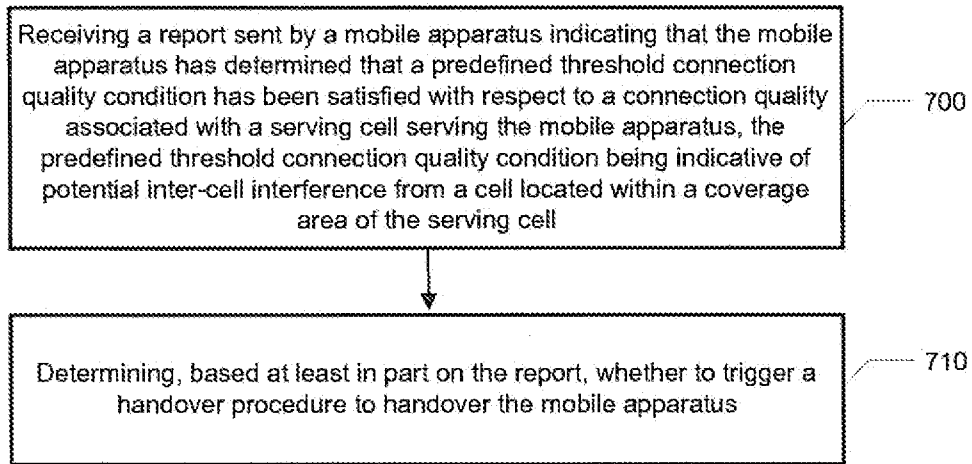 Receiving a report sent by a mobile apparatus indicating that the mobile
apparatus has determined that a predefined threshold connection
quality condition has been satisfied with respect to a connection quality
associated with a serving cell serving the mobile apparatus, the
predefined threshold connection quality condition being indicative of
potential inter-cell interference from a cell located within a coverage
area of the serving cell
700
Determining, based at least in part on the report, whether to trigger a
handover procedure to handover the mobile apparatus
710